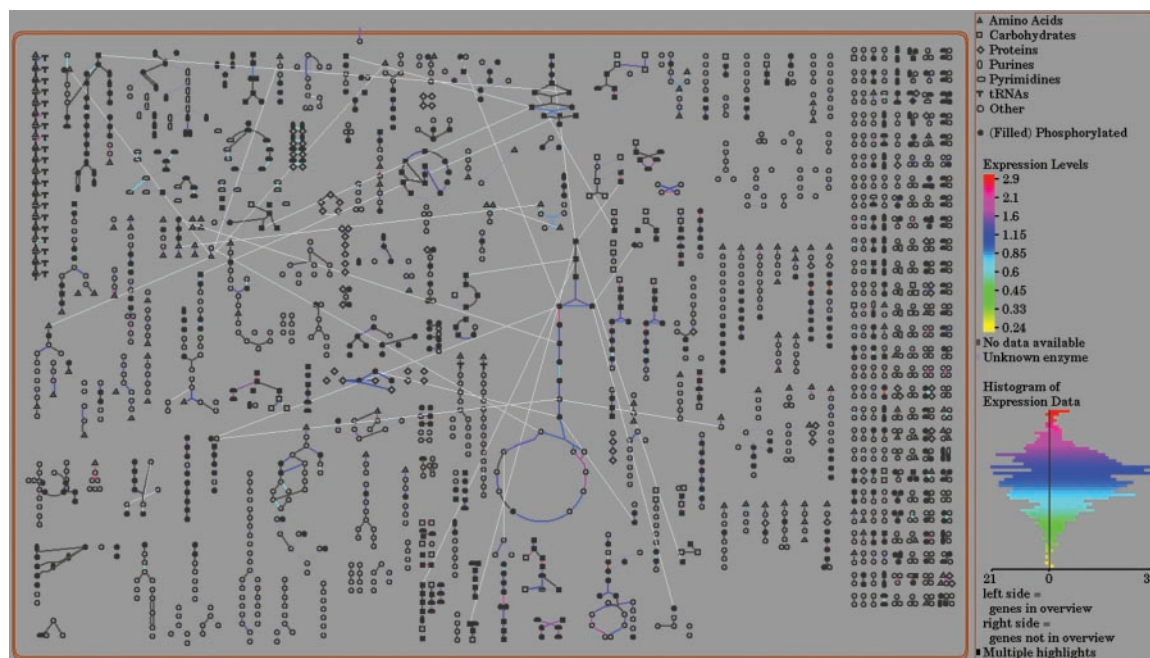 Amino Acids
Carbohydrates
Proteins
Purines
Pyrimidines
tRNAs
Other
(Filled) Phosphorylated
Expression Levels
2.9
2.1
1.6
1.15
0.85
0.6
0.45
0.33
0.24
No data available
Unknown enzyme
Histogram of
Expression Data
21 0 3
left side =
genes in overview
right side =
genes not in overview
Multiple highlights